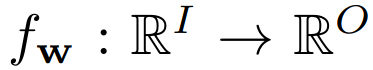 f_𝐰 : ℝ^I → ℝ^O